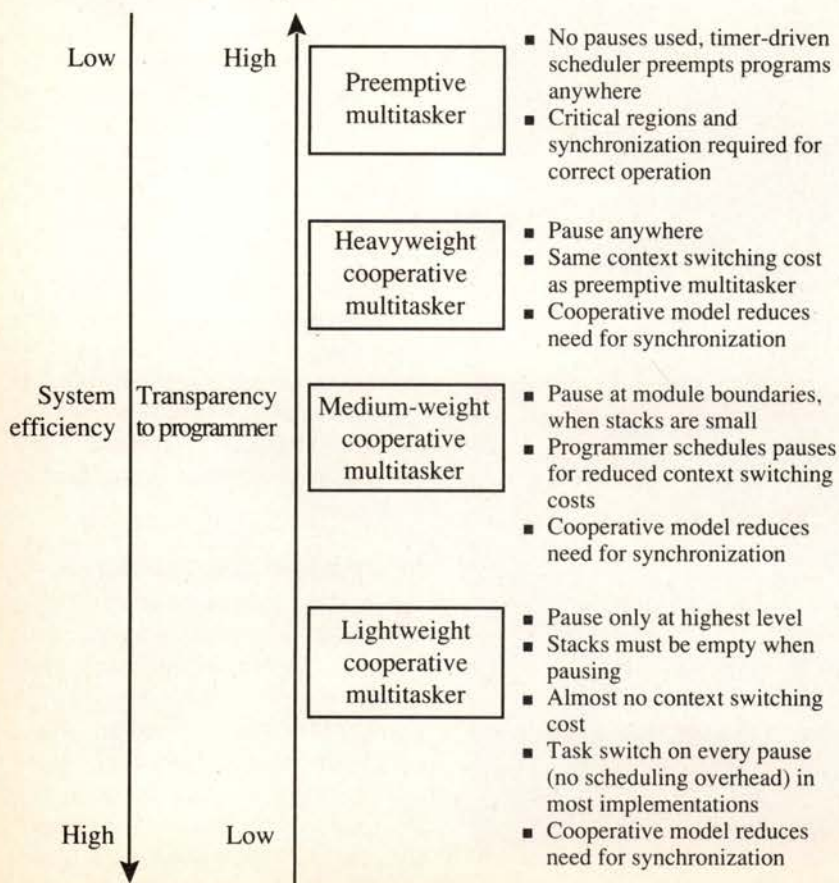 Low
High
System
efficiency
Transparency
to programmer
High
Low
Preemptive
multitasker
■ No pauses used, timer-driven
scheduler preempts programs
anywhere
■ Critical regions and
synchronization required for
correct operation
Heavyweight
cooperative
multitasker
■ Pause anywhere
■ Same context switching cost
as preemptive multitasker
■ Cooperative model reduces
need for synchronization
Medium-weight
cooperative
multitasker
■ Pause at module boundaries,
when stacks are small
■ Programmer schedules pauses
for reduced context switching
costs
■ Cooperative model reduces
need for synchronization
Lightweight
cooperative
multitasker
■ Pause only at highest level
■ Stacks must be empty when
pausing
■ Almost no context switching
cost
■ Task switch on every pause
(no scheduling overhead) in
most implementations
■ Cooperative model reduces
need for synchronization